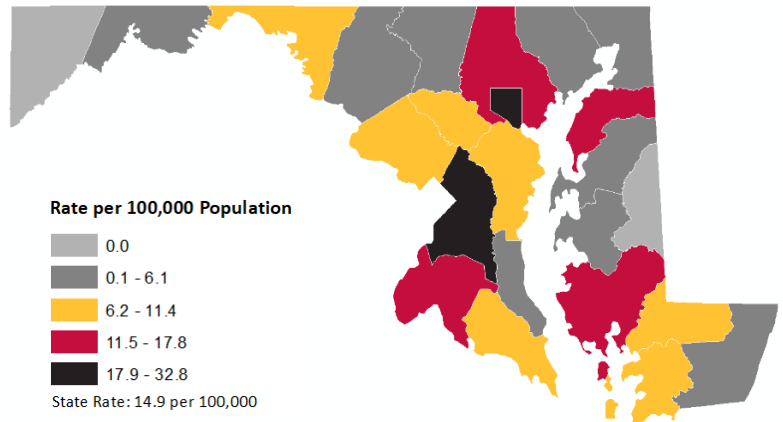 Rate per 100,000 Population
0.0
0.1 - 6.1
6.2 - 11.4
11.5 - 17.8
17.9 - 32.8
State Rate: 14.9 per 100,000